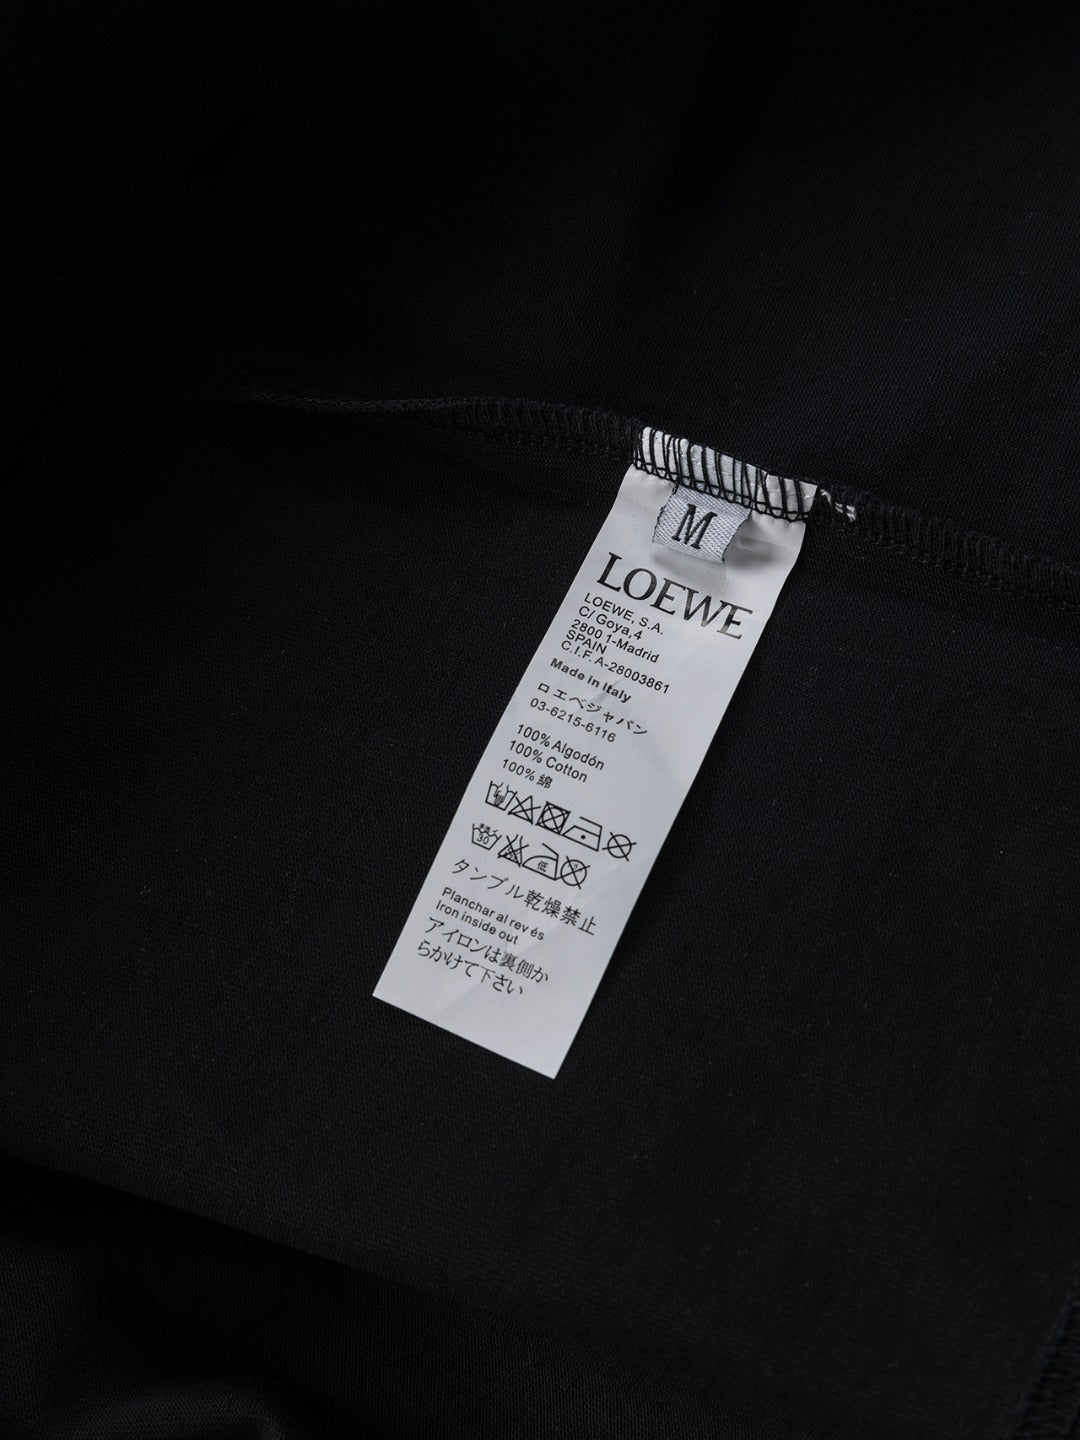 M
LOEWE
LOEWE, S.A.
C/ Goya,4
2800 1-Madrid
SPAIN
C.I.F. A-28003861
Made in Italy
ロエベジャパン
03-6215-6116
100% Algodón
100% Cotton
100% 綿
30
低
タンブル乾燥禁止
Planchar al rev és
Iron inside out
アイロンは裏側か
らかけて下さい